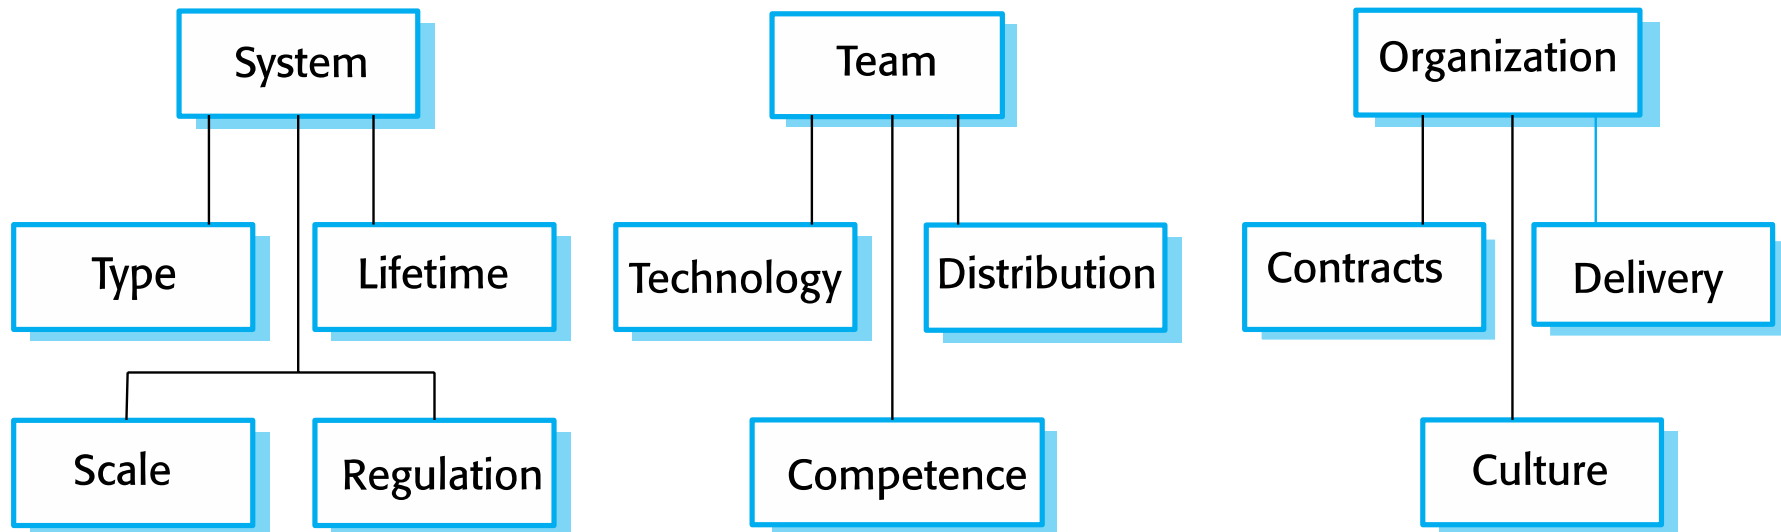 System
Team
Organization
Type
Lifetime
Technology
Distribution
Contracts
Delivery
Scale
Regulation
Competence
Culture